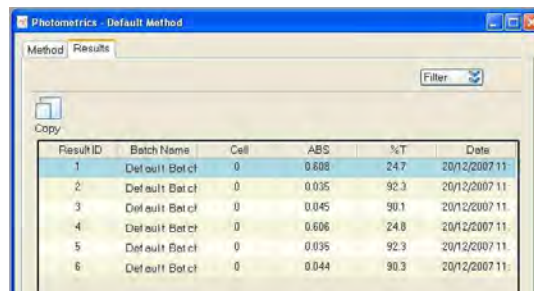 Photometrics - Default Method
Method Results
Filter
Copy
Result ID Batch Name Cell ABS %T Date
1 Default Batch 0 0.608 24.7 20/12/2007 11:
2 Default Batch 0 0.035 92.3 20/12/2007 11:
3 Default Batch 0 0.045 90.1 20/12/2007 11:
4 Default Batch 0 0.606 24.8 20/12/2007 11:
5 Default Batch 0 0.035 92.3 20/12/2007 11:
6 Default Batch 0 0.044 90.3 20/12/2007 11: